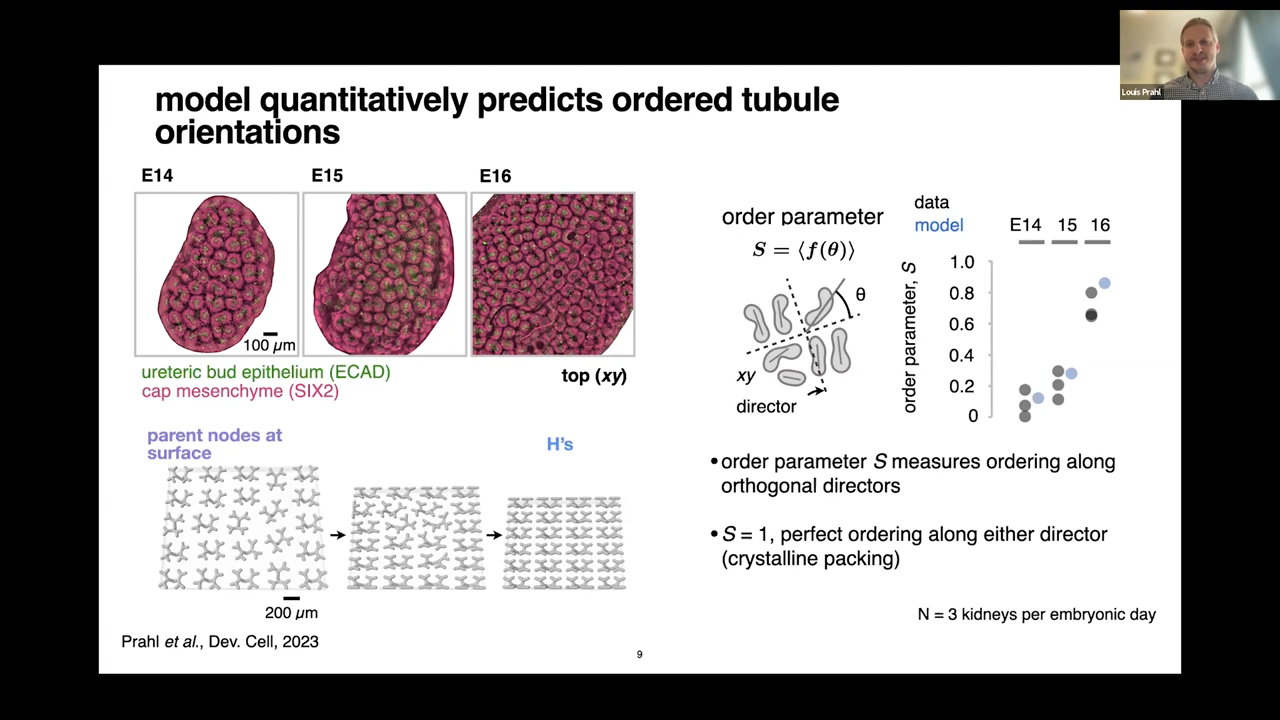 Louis Prahl
model quantitatively predicts ordered tubule
orientations
E14
E15
E16
100 µm
ureteric bud epithelium (ECAD)
cap mesenchyme (SIX2)
top (xy)
parent nodes at
surface
H's
200 µm
Prahl et al., Dev. Cell, 2023
order parameter
S = ⟨f(θ)⟩
θ
xy
director
data
model
E14 15 16
order parameter, S
1.0
0.8
0.6
0.4
0.2
0
•order parameter S measures ordering along
orthogonal directors
•S = 1, perfect ordering along either director
(crystalline packing)
N = 3 kidneys per embryonic day
9